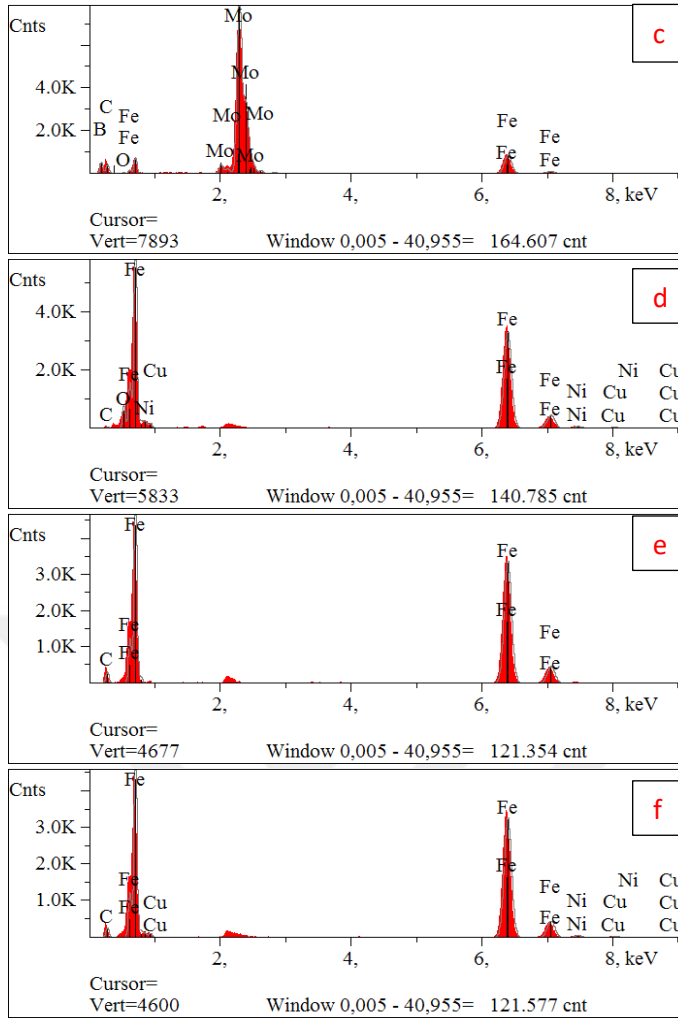 Cnts
c
Mo
Mo
4.0K
C
Fe
Mo
Mo
B
Fe
2.0K
O
Mo
Mo
Fe
Fe
Fe
Fe
2,
4,
6,
8, keV
Cursor=
Vert=7893 Window 0,005 - 40,955= 164.607 cnt
Cnts
d
Fe
4.0K
Fe
2.0K
Fe
Cu
Fe
Fe
Ni
Cu
Ni
Cu
O
Ni
Cu
C
Ni
Fe
Ni
Cu
Cu
2,
4,
6,
8, keV
Cursor=
Vert=5833 Window 0,005 - 40,955= 140.785 cnt
Cnts
e
Fe
Fe
3.0K
2.0K
Fe
Fe
Fe
1.0K
C
Fe
Fe
2,
4,
6,
8, keV
Cursor=
Vert=4677 Window 0,005 - 40,955= 121.354 cnt
Cnts
f
Fe
Fe
3.0K
2.0K
Fe
Fe
Fe
Ni
Cu
1.0K
Fe
Cu
Ni
Cu
Cu
C
Cu
Fe
Ni
Cu
Cu
2,
4,
6,
8, keV
Cursor=
Vert=4600 Window 0,005 - 40,955= 121.577 cnt